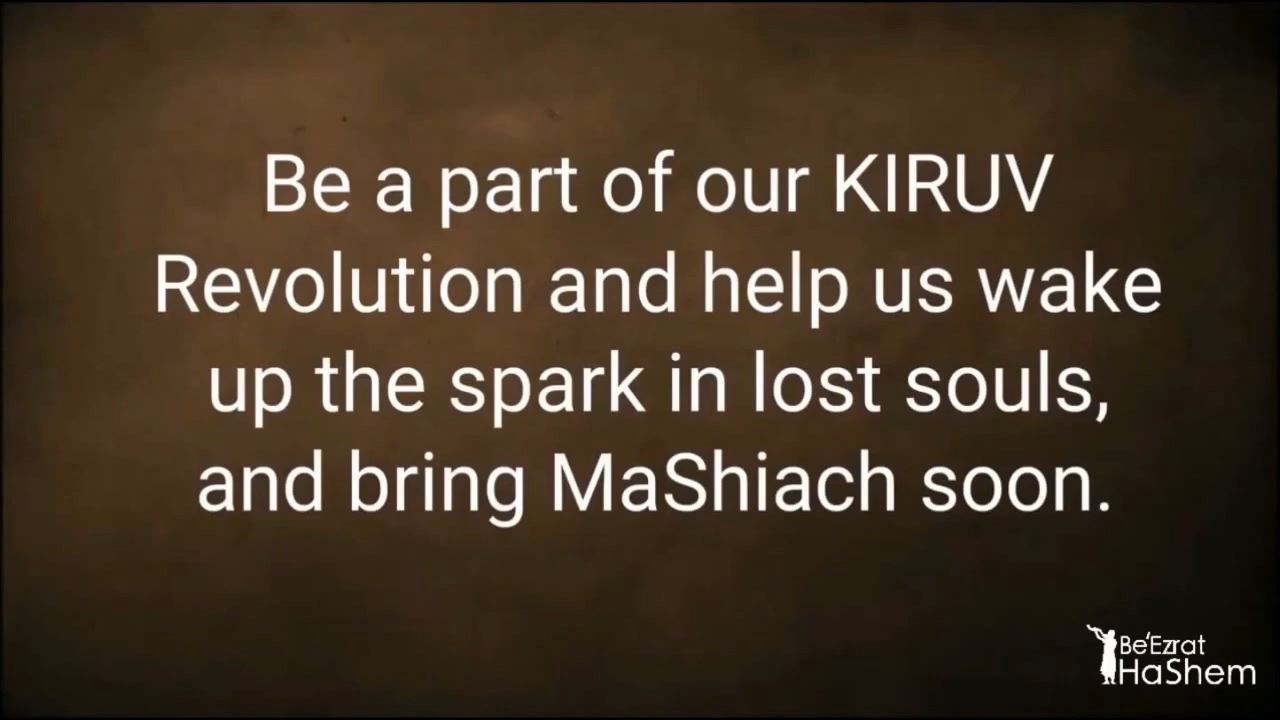 Be a part of our KIRUV
Revolution and help us wake
up the spark in lost souls,
and bring MaShiach soon.
Be'Ezrat
HaShem